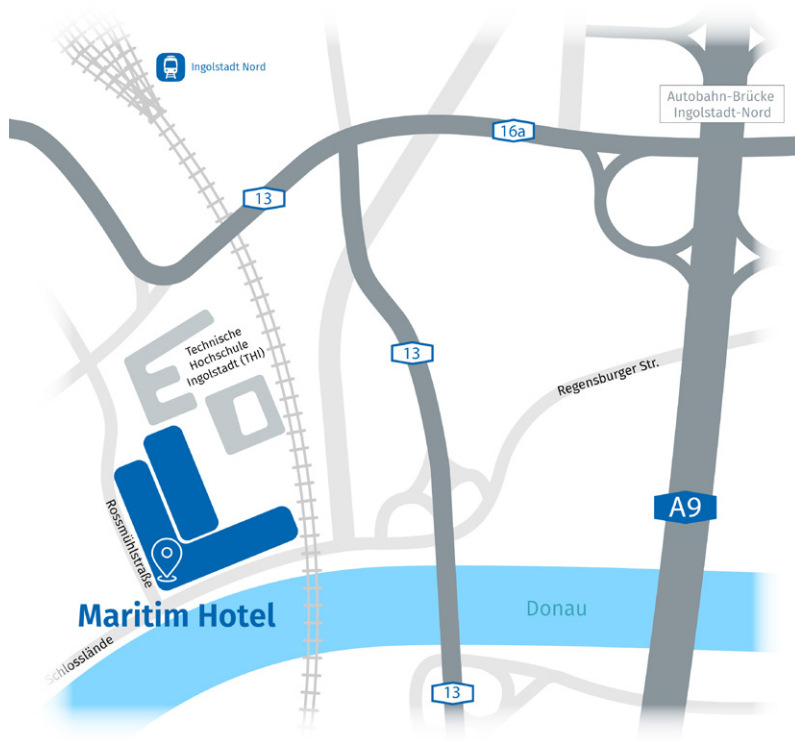 Ingolstadt Nord
Autobahn-Brücke
Ingolstadt-Nord
16a
13
Technische
Hochschule
Ingolstadt (THI)
13
Regensburger Str.
Rossmühlstraße
A9
Maritim Hotel
Donau
Schlosslände
13